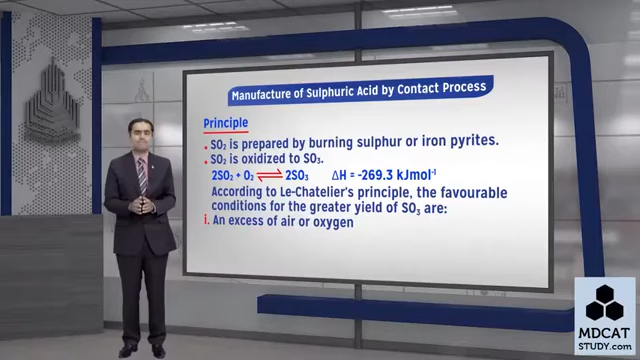 Manufacture of Sulphuric Acid by Contact Process
Principle
SO₂ is prepared by burning sulphur or iron pyrites.
SO₂ is oxidized to SO₃.
2SO₂ + O₂ ⇌ 2SO₃ ΔH = -269.3 kJmol⁻¹
According to Le-Chatelier's principle, the favourable
conditions for the greater yield of SO₃ are:
i. An excess of air or oxygen
MDCAT
STUDY.com